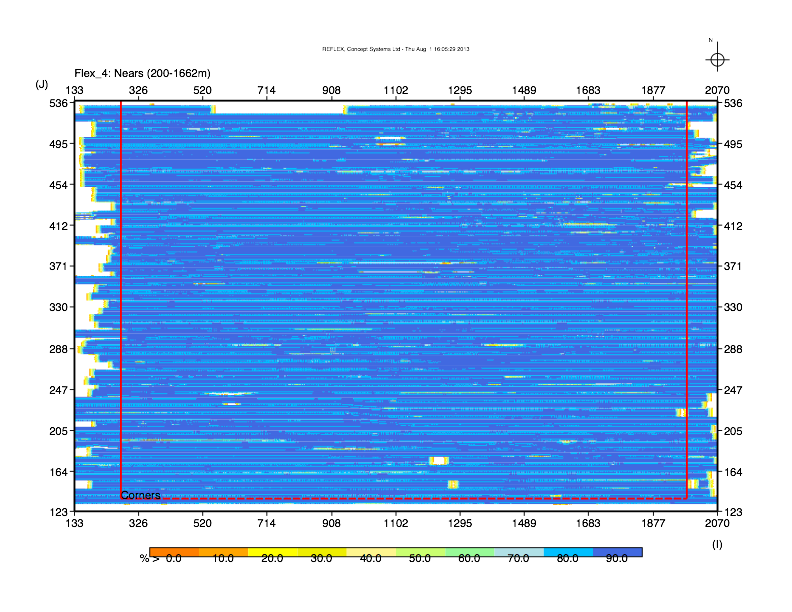 N
REFLEX, Concept Systems Ltd - Thu Aug 1 16:05:29 2013
Flex_4: Nears (200-1662m)
(J)
133 326 520 714 908 1102 1295 1489 1683 1877 2070
536 536
495 495
454 454
412 412
371 371
330 330
288 288
247 247
205 205
164 164
Corners
123 123
133 326 520 714 908 1102 1295 1489 1683 1877 2070
(I)
% > 0.0 10.0 20.0 30.0 40.0 50.0 60.0 70.0 80.0 90.0